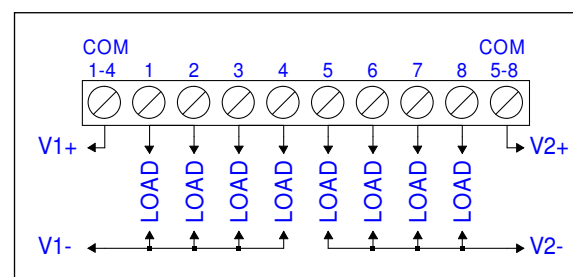 COM COM
1-4 1 2 3 4 5 6 7 8 5-8
V1+ V2+
LOAD LOAD LOAD LOAD LOAD LOAD LOAD LOAD
V1- V2-